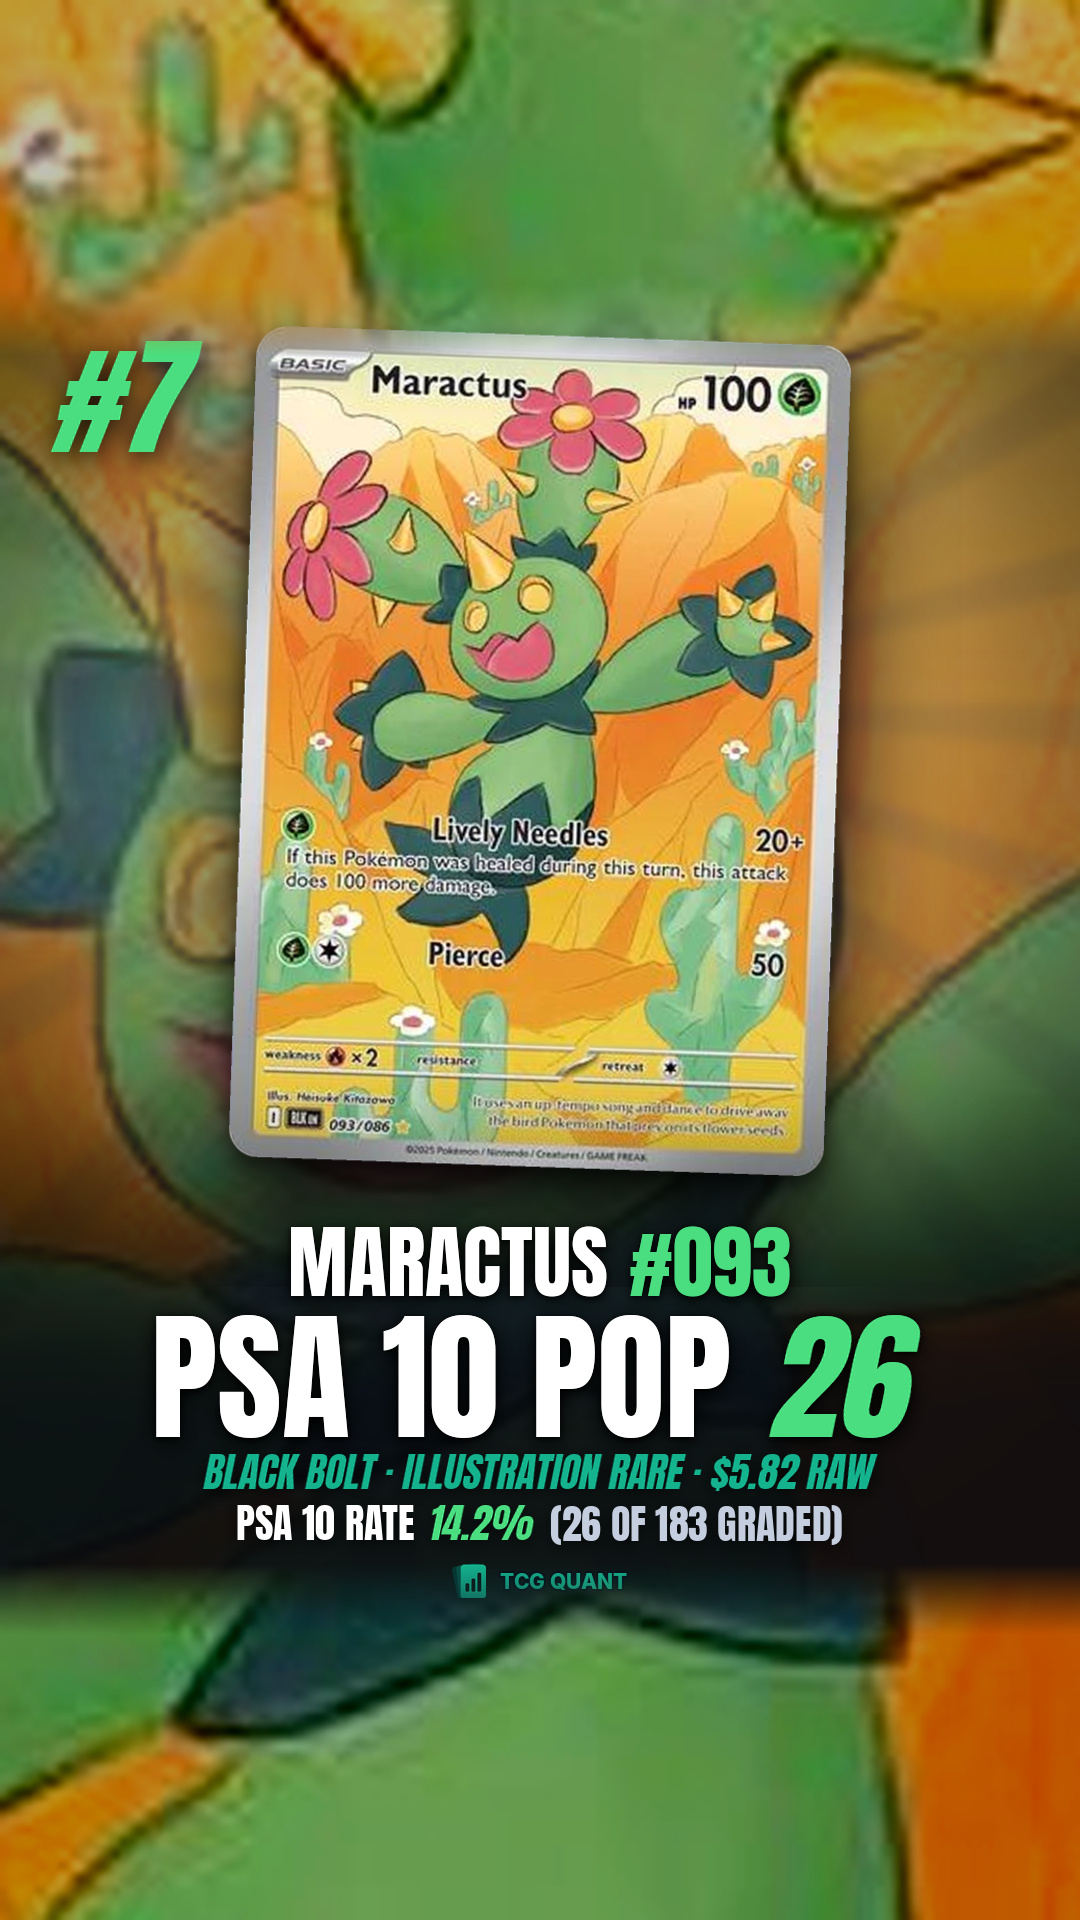 #7
BASIC
Maractus
HP 100
Lively Needles 20+
If this Pokémon was healed during this turn, this attack
does 100 more damage.
Pierce 50
weakness ×2 resistance retreat
Illus. Heisuke Kitazawa
It uses an up-tempo song and dance to drive away
the bird Pokémon that prey on its flower seeds.
I BLK EN 093/086
©2025 Pokémon / Nintendo / Creatures / GAME FREAK
MARACTUS #093
PSA 10 POP 26
BLACK BOLT · ILLUSTRATION RARE · $5.82 RAW
PSA 10 RATE 14.2% (26 OF 183 GRADED)
TCG QUANT